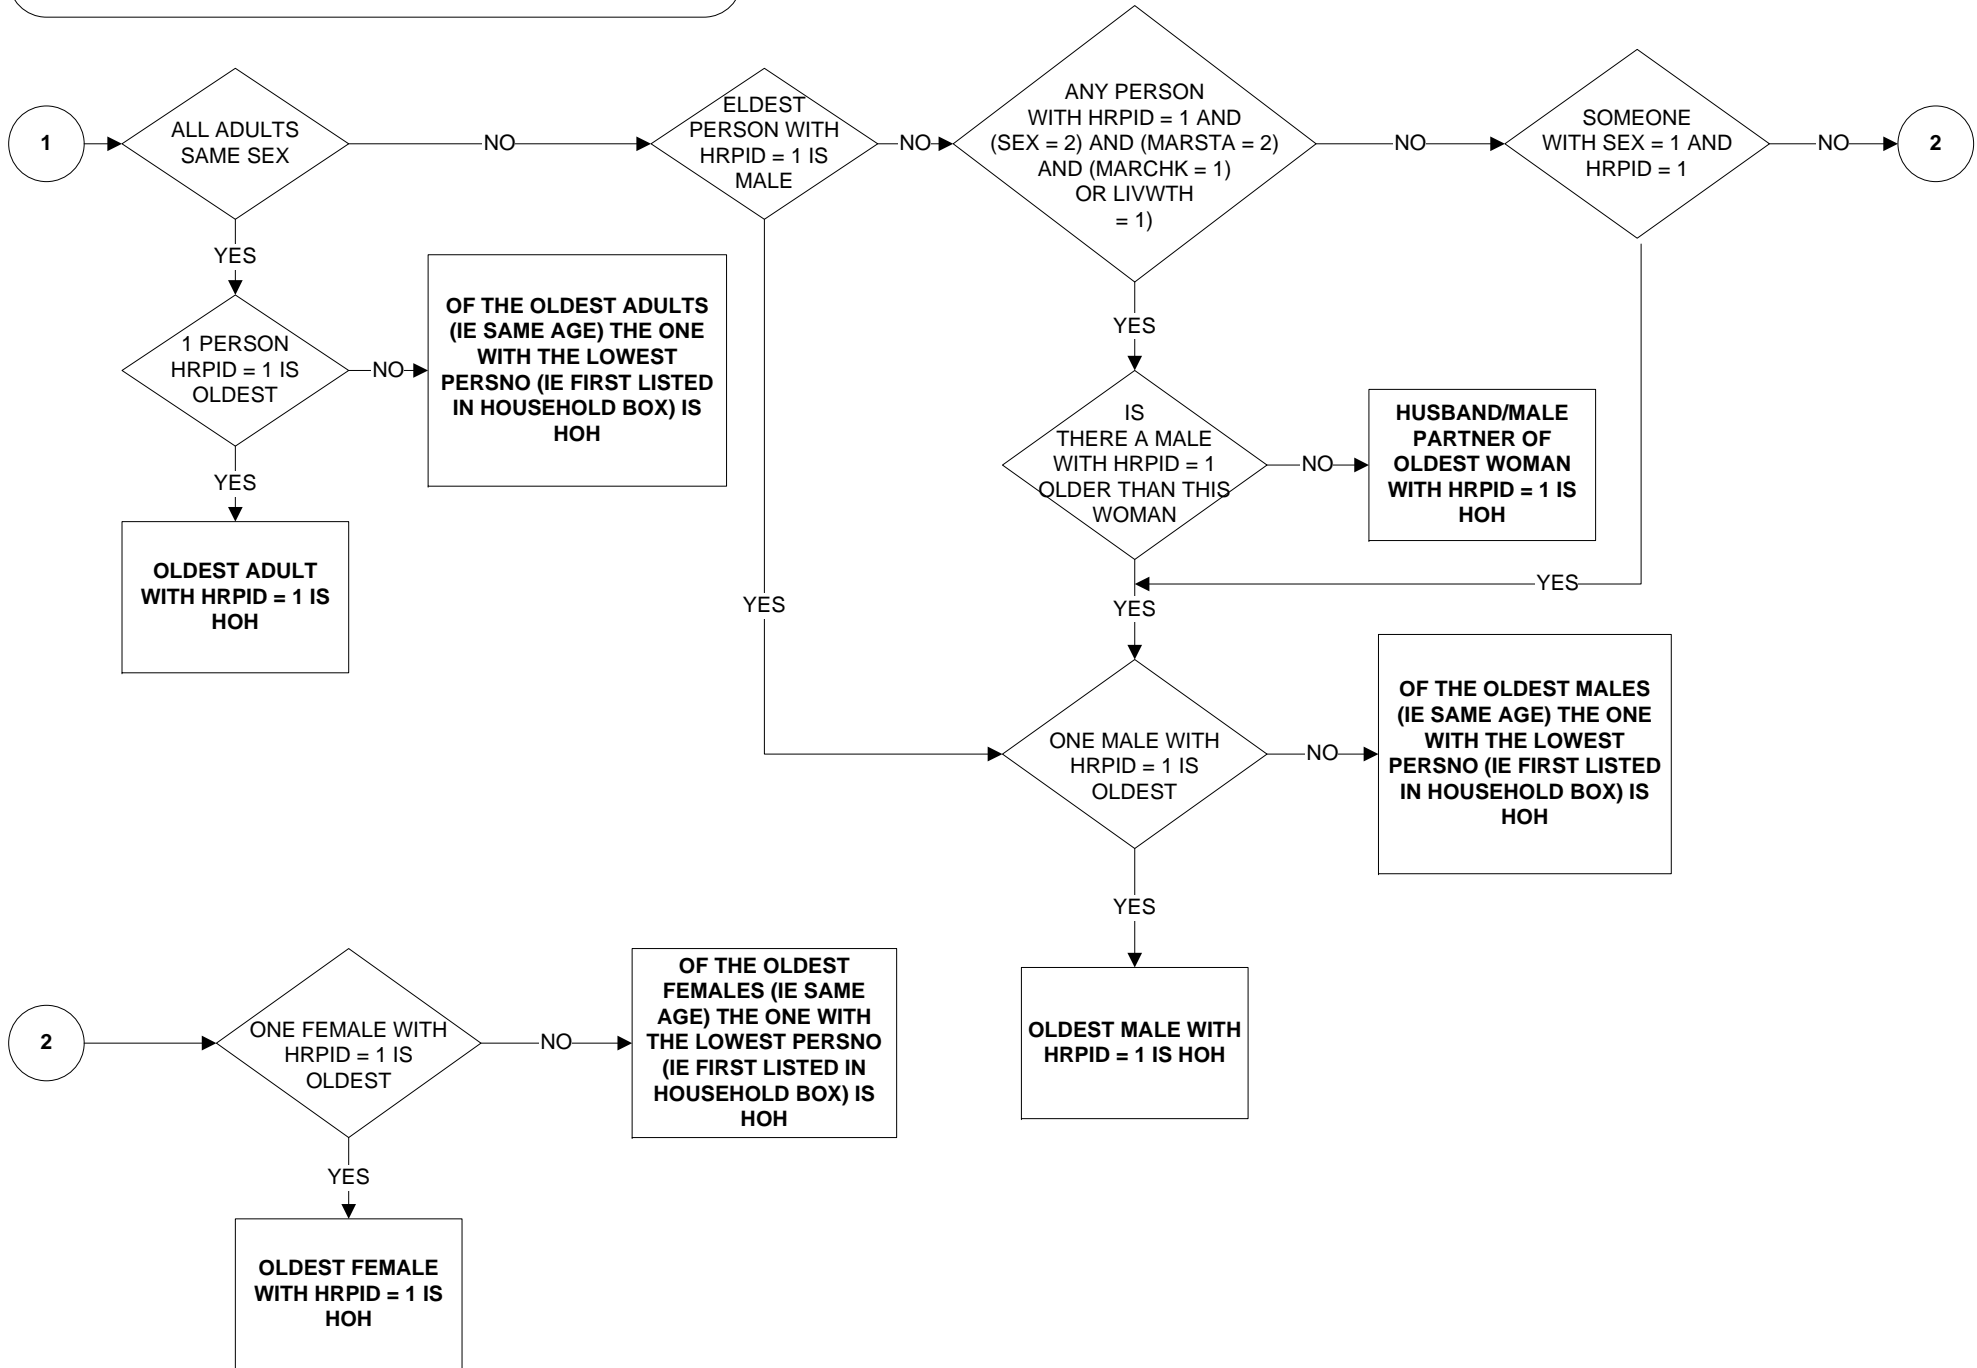 1
ALL ADULTS
SAME SEX
NO
ELDEST
PERSON WITH
HRPID = 1 IS
MALE
NO
ANY PERSON
WITH HRPID = 1 AND
(SEX = 2) AND (MARSTA = 2)
AND (MARCHK = 1)
OR LIVWTH
= 1)
NO
SOMEONE
WITH SEX = 1 AND
HRPID = 1
NO
2
YES
1 PERSON
HRPID = 1 IS
OLDEST
NO
OF THE OLDEST ADULTS
(IE SAME AGE) THE ONE
WITH THE LOWEST
PERSNO (IE FIRST LISTED
IN HOUSEHOLD BOX) IS
HOH
YES
OLDEST ADULT
WITH HRPID = 1 IS
HOH
YES
YES
IS
THERE A MALE
WITH HRPID = 1
OLDER THAN THIS
WOMAN
NO
HUSBAND/MALE
PARTNER OF
OLDEST WOMAN
WITH HRPID = 1 IS
HOH
YES
YES
ONE MALE WITH
HRPID = 1 IS
OLDEST
NO
OF THE OLDEST MALES
(IE SAME AGE) THE ONE
WITH THE LOWEST
PERSNO (IE FIRST LISTED
IN HOUSEHOLD BOX) IS
HOH
YES
OLDEST MALE WITH
HRPID = 1 IS HOH
2
ONE FEMALE WITH
HRPID = 1 IS
OLDEST
NO
OF THE OLDEST
FEMALES (IE SAME
AGE) THE ONE WITH
THE LOWEST PERSNO
(IE FIRST LISTED IN
HOUSEHOLD BOX) IS
HOH
YES
OLDEST FEMALE
WITH HRPID = 1 IS
HOH